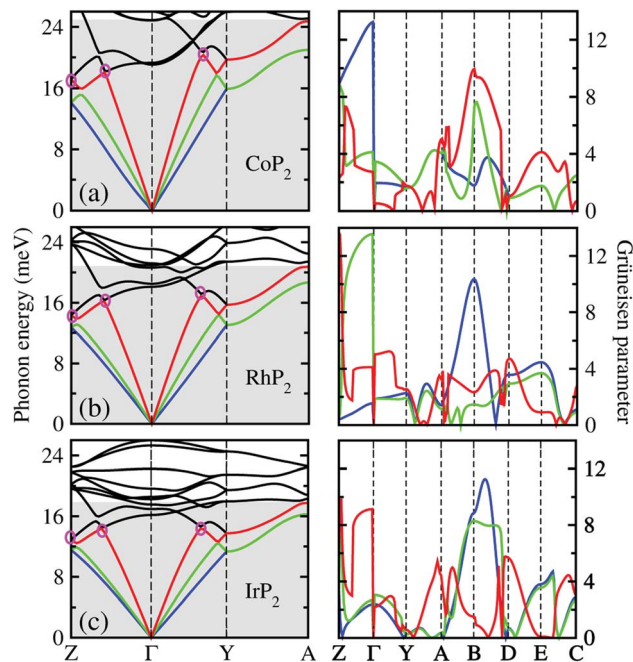 24
16
8
0
(a)
CoP2
12
8
4
0
24
16
8
0
(b)
RhP2
12
8
4
0
24
16
8
0
(c)
IrP2
12
8
4
0
Z Γ Y A
Z Γ Y A B D E C
Phonon energy (meV)
Grüneisen parameter